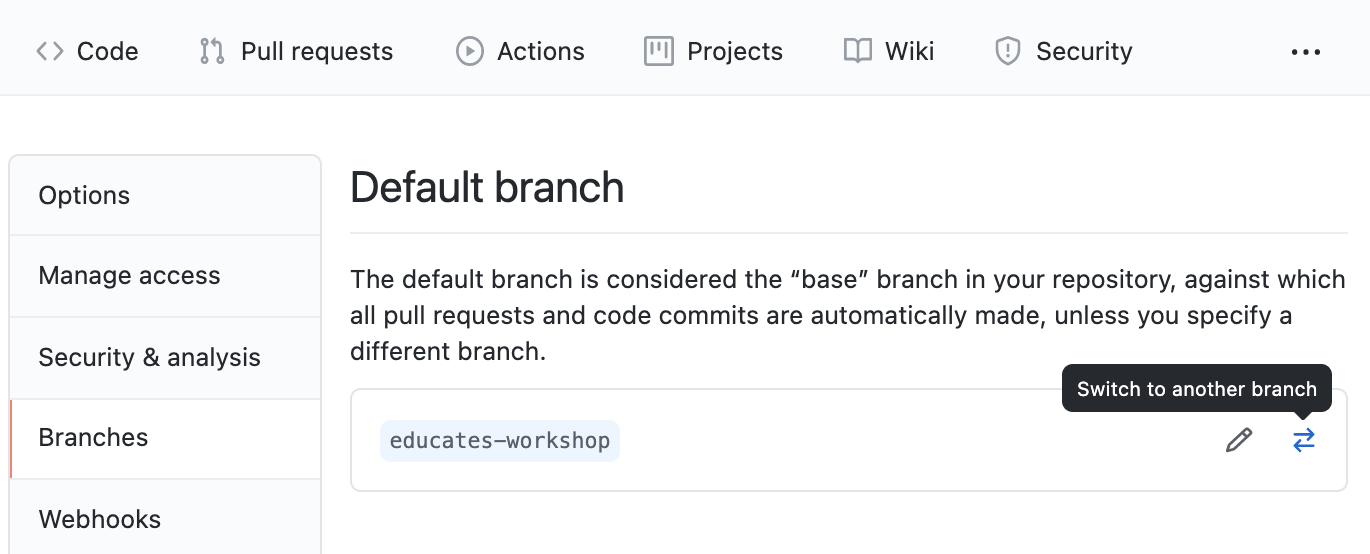 Code Pull requests Actions Projects Wiki Security
Options
Manage access
Security & analysis
Branches
Webhooks
Default branch
The default branch is considered the “base” branch in your repository, against which
all pull requests and code commits are automatically made, unless you specify a
different branch.
Switch to another branch
educates-workshop